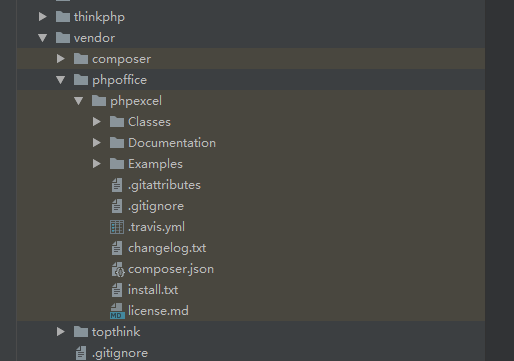 thinkphp
vendor
composer
phpoffice
phpexcel
Classes
Documentation
Examples
.gitattributes
.gitignore
.travis.yml
changelog.txt
composer.json
install.txt
license.md
topthink
.gitignore